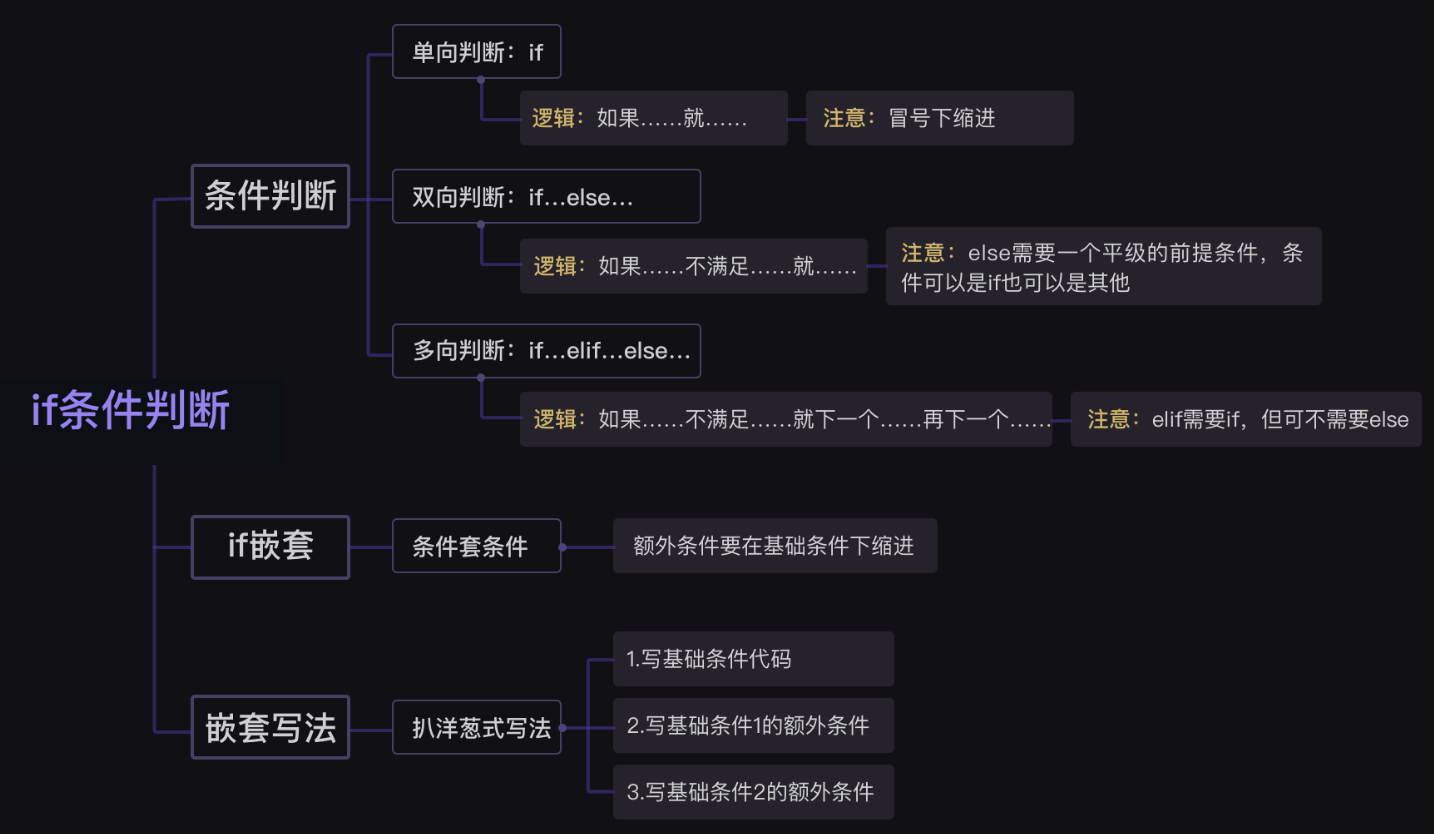 if条件判断
条件判断
单向判断：if
逻辑：如果……就……
注意：冒号下缩进
双向判断：if…else…
逻辑：如果……不满足……就……
注意：else需要一个平级的前提条件，条
件可以是if也可以是其他
多向判断：if…elif…else…
逻辑：如果……不满足……就下一个……再下一个……
注意：elif需要if，但可不需要else
if嵌套
条件套条件
额外条件要在基础条件下缩进
嵌套写法
扒洋葱式写法
1.写基础条件代码
2.写基础条件1的额外条件
3.写基础条件2的额外条件